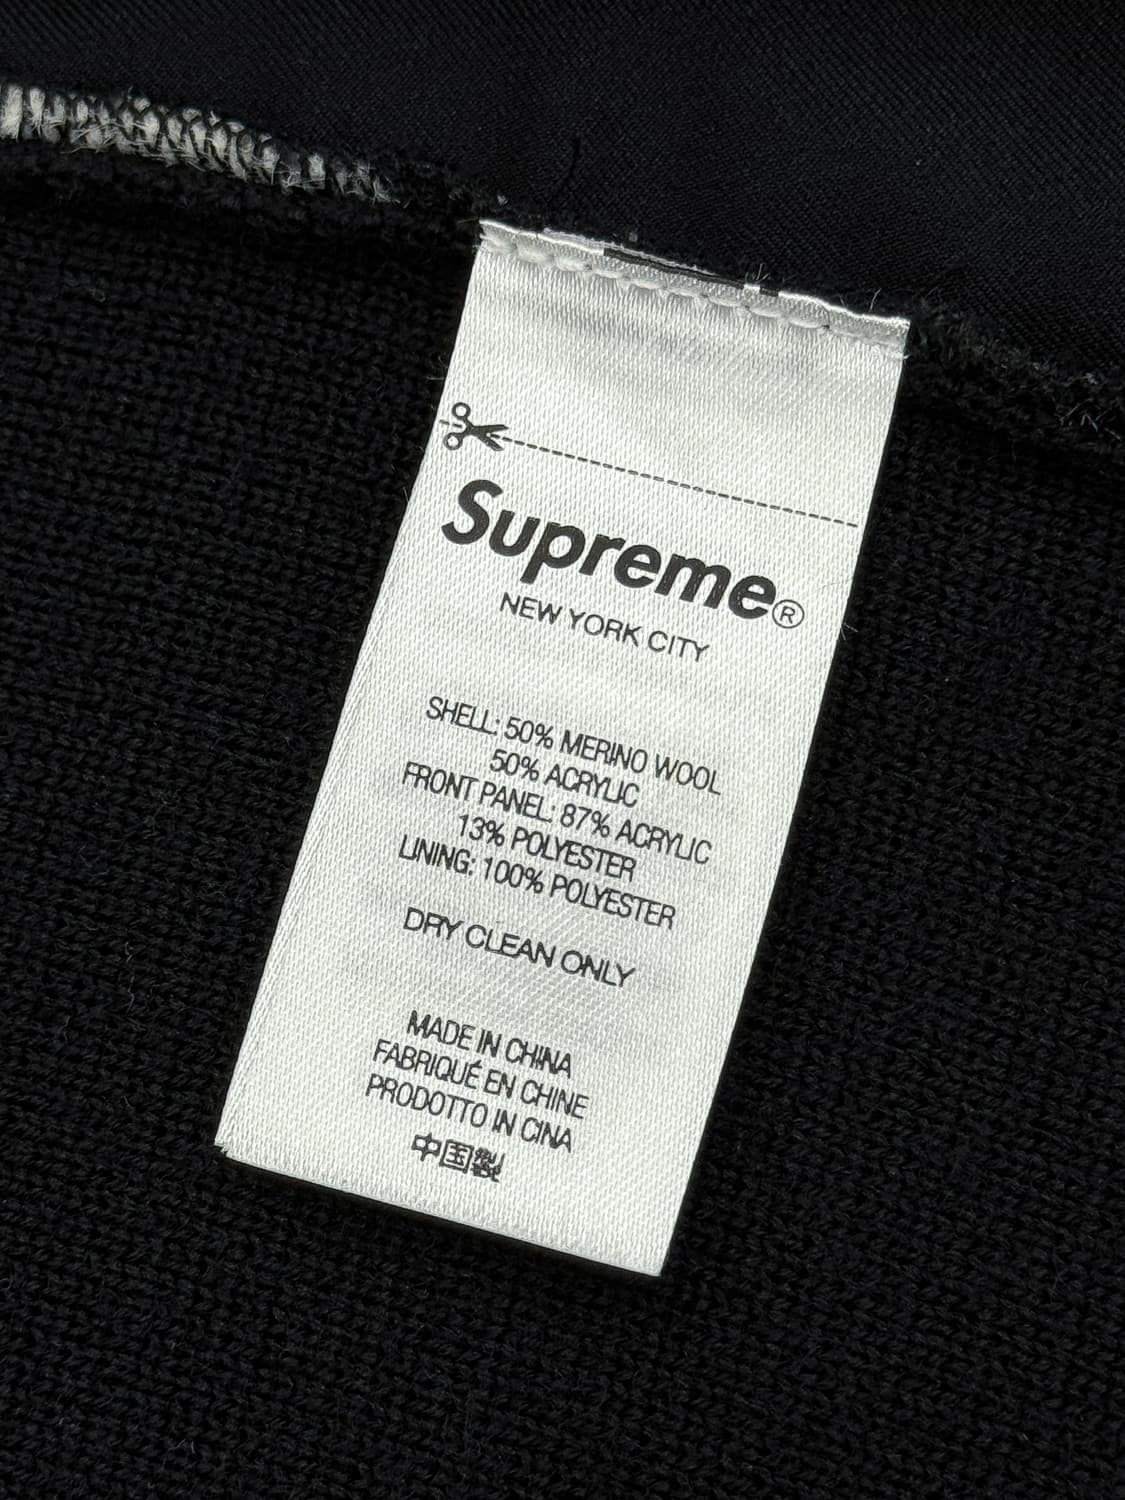 Supreme®
NEW YORK CITY
SHELL: 50% MERINO WOOL
50% ACRYLIC
FRONT PANEL: 87% ACRYLIC
13% POLYESTER
LINING: 100% POLYESTER
DRY CLEAN ONLY
MADE IN CHINA
FABRIQUÉ EN CHINE
PRODOTTO IN CINA
中国製